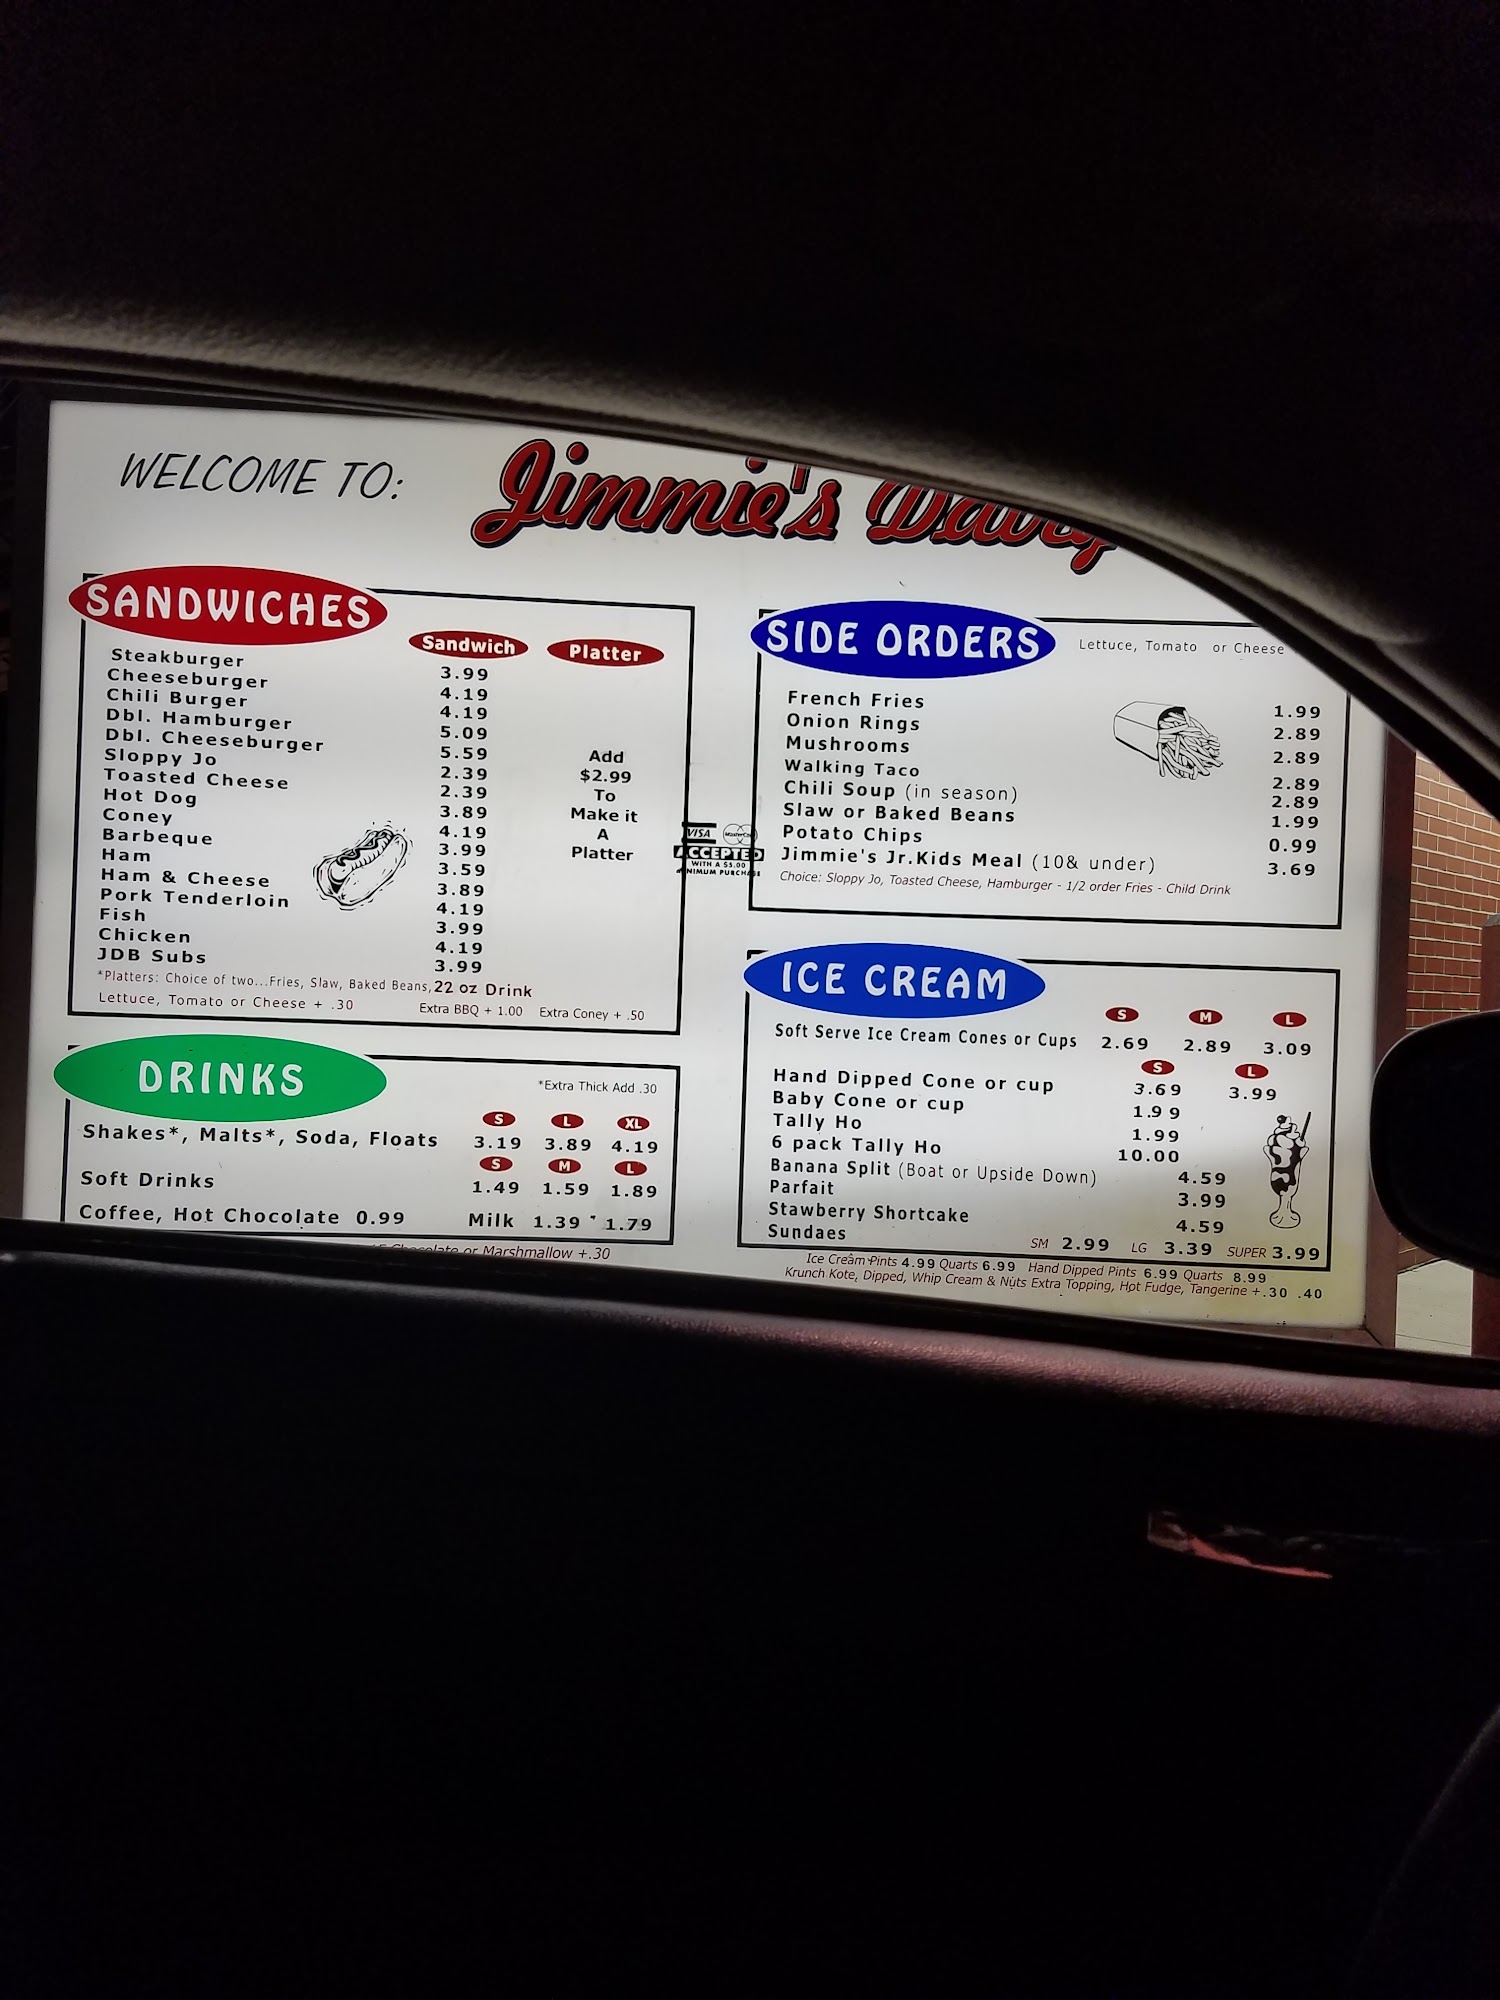 WELCOME TO:
Jimmie's Dairy
SANDWICHES
Sandwich Platter
Steakburger 3.99
Cheeseburger 4.19
Chili Burger 4.19
Dbl. Hamburger 5.09
Dbl. Cheeseburger 5.59
Sloppy Jo 2.39
Toasted Cheese 2.39
Hot Dog 3.89
Coney 4.19
Barbeque 3.99
Ham 3.59
Ham & Cheese 3.89
Pork Tenderloin 4.19
Fish 3.99
Chicken 4.19
JDB Subs 3.99
Add
$2.99
To
Make it
A
Platter
*Platters: Choice of two...Fries, Slaw, Baked Beans, 22 oz Drink
Lettuce, Tomato or Cheese + .30 Extra BBQ + 1.00 Extra Coney + .50
VISA MasterCard
ACCEPTED
WITH A $5.00
NIMUM PURCHASE
SIDE ORDERS
Lettuce, Tomato or Cheese
French Fries 1.99
Onion Rings 2.89
Mushrooms 2.89
Walking Taco 2.89
Chili Soup (in season) 2.89
Slaw or Baked Beans 1.99
Potato Chips 0.99
Jimmie's Jr.Kids Meal (10& under) 3.69
Choice: Sloppy Jo, Toasted Cheese, Hamburger - 1/2 order Fries - Child Drink
DRINKS
*Extra Thick Add .30
S L XL
Shakes*, Malts*, Soda, Floats 3.19 3.89 4.19
S M L
Soft Drinks 1.49 1.59 1.89
Coffee, Hot Chocolate 0.99 Milk 1.39 1.79
Chocolate or Marshmallow +.30
ICE CREAM
S M L
Soft Serve Ice Cream Cones or Cups 2.69 2.89 3.09
S L
Hand Dipped Cone or cup 3.69 3.99
Baby Cone or cup 1.99
Tally Ho 1.99
6 pack Tally Ho 10.00
Banana Split (Boat or Upside Down) 4.59
Parfait 3.99
Stawberry Shortcake 4.59
Sundaes SM 2.99 LG 3.39 SUPER 3.99
Ice Cream Pints 4.99 Quarts 6.99 Hand Dipped Pints 6.99 Quarts 8.99
Krunch Kote, Dipped, Whip Cream & Nuts Extra Topping, Hot Fudge, Tangerine +.30 .40